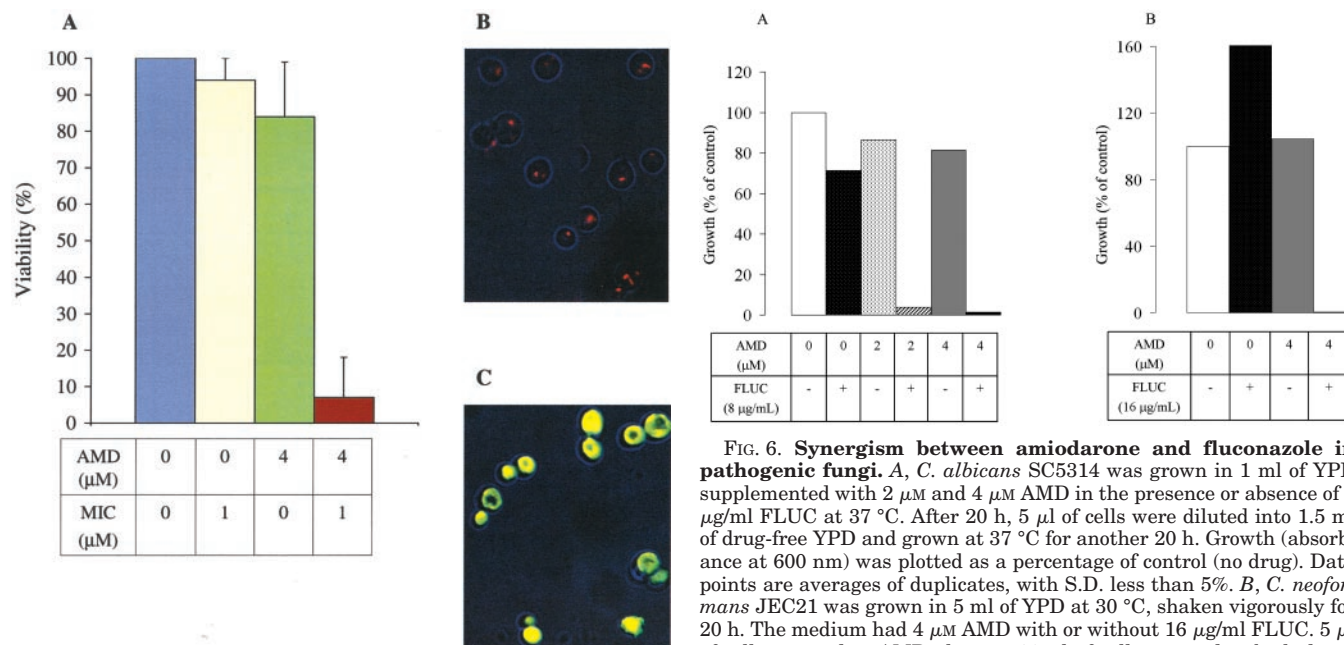 A
100
90
80
70
60
50
40
30
20
10
0
Viability (%)
AMD (µM) 0 0 4 4
MIC (µM) 0 1 0 1
B
C
A
120
100
80
60
40
20
0
Growth (% of control)
AMD (µM) 0 0 2 2 4 4
FLUC (8 µg/mL) - + - + - +
B
160
120
80
40
0
Growth (% of control)
AMD (µM) 0 0 4 4
FLUC (16 µg/mL) - + - +
FIG. 6. Synergism between amiodarone and fluconazole i
pathogenic fungi. A, C. albicans SC5314 was grown in 1 ml of YP
supplemented with 2 µM and 4 µM AMD in the presence or absence of
µg/ml FLUC at 37 °C. After 20 h, 5 µl of cells were diluted into 1.5 m
of drug-free YPD and grown at 37 °C for another 20 h. Growth (absorb
ance at 600 nm) was plotted as a percentage of control (no drug). Dat
points are averages of duplicates, with S.D. less than 5%. B, C. neofor
mans JEC21 was grown in 5 ml of YPD at 30 °C, shaken vigorously fo
20 h. The medium had 4 µM AMD with or without 16 µg/ml FLUC. 5 µ